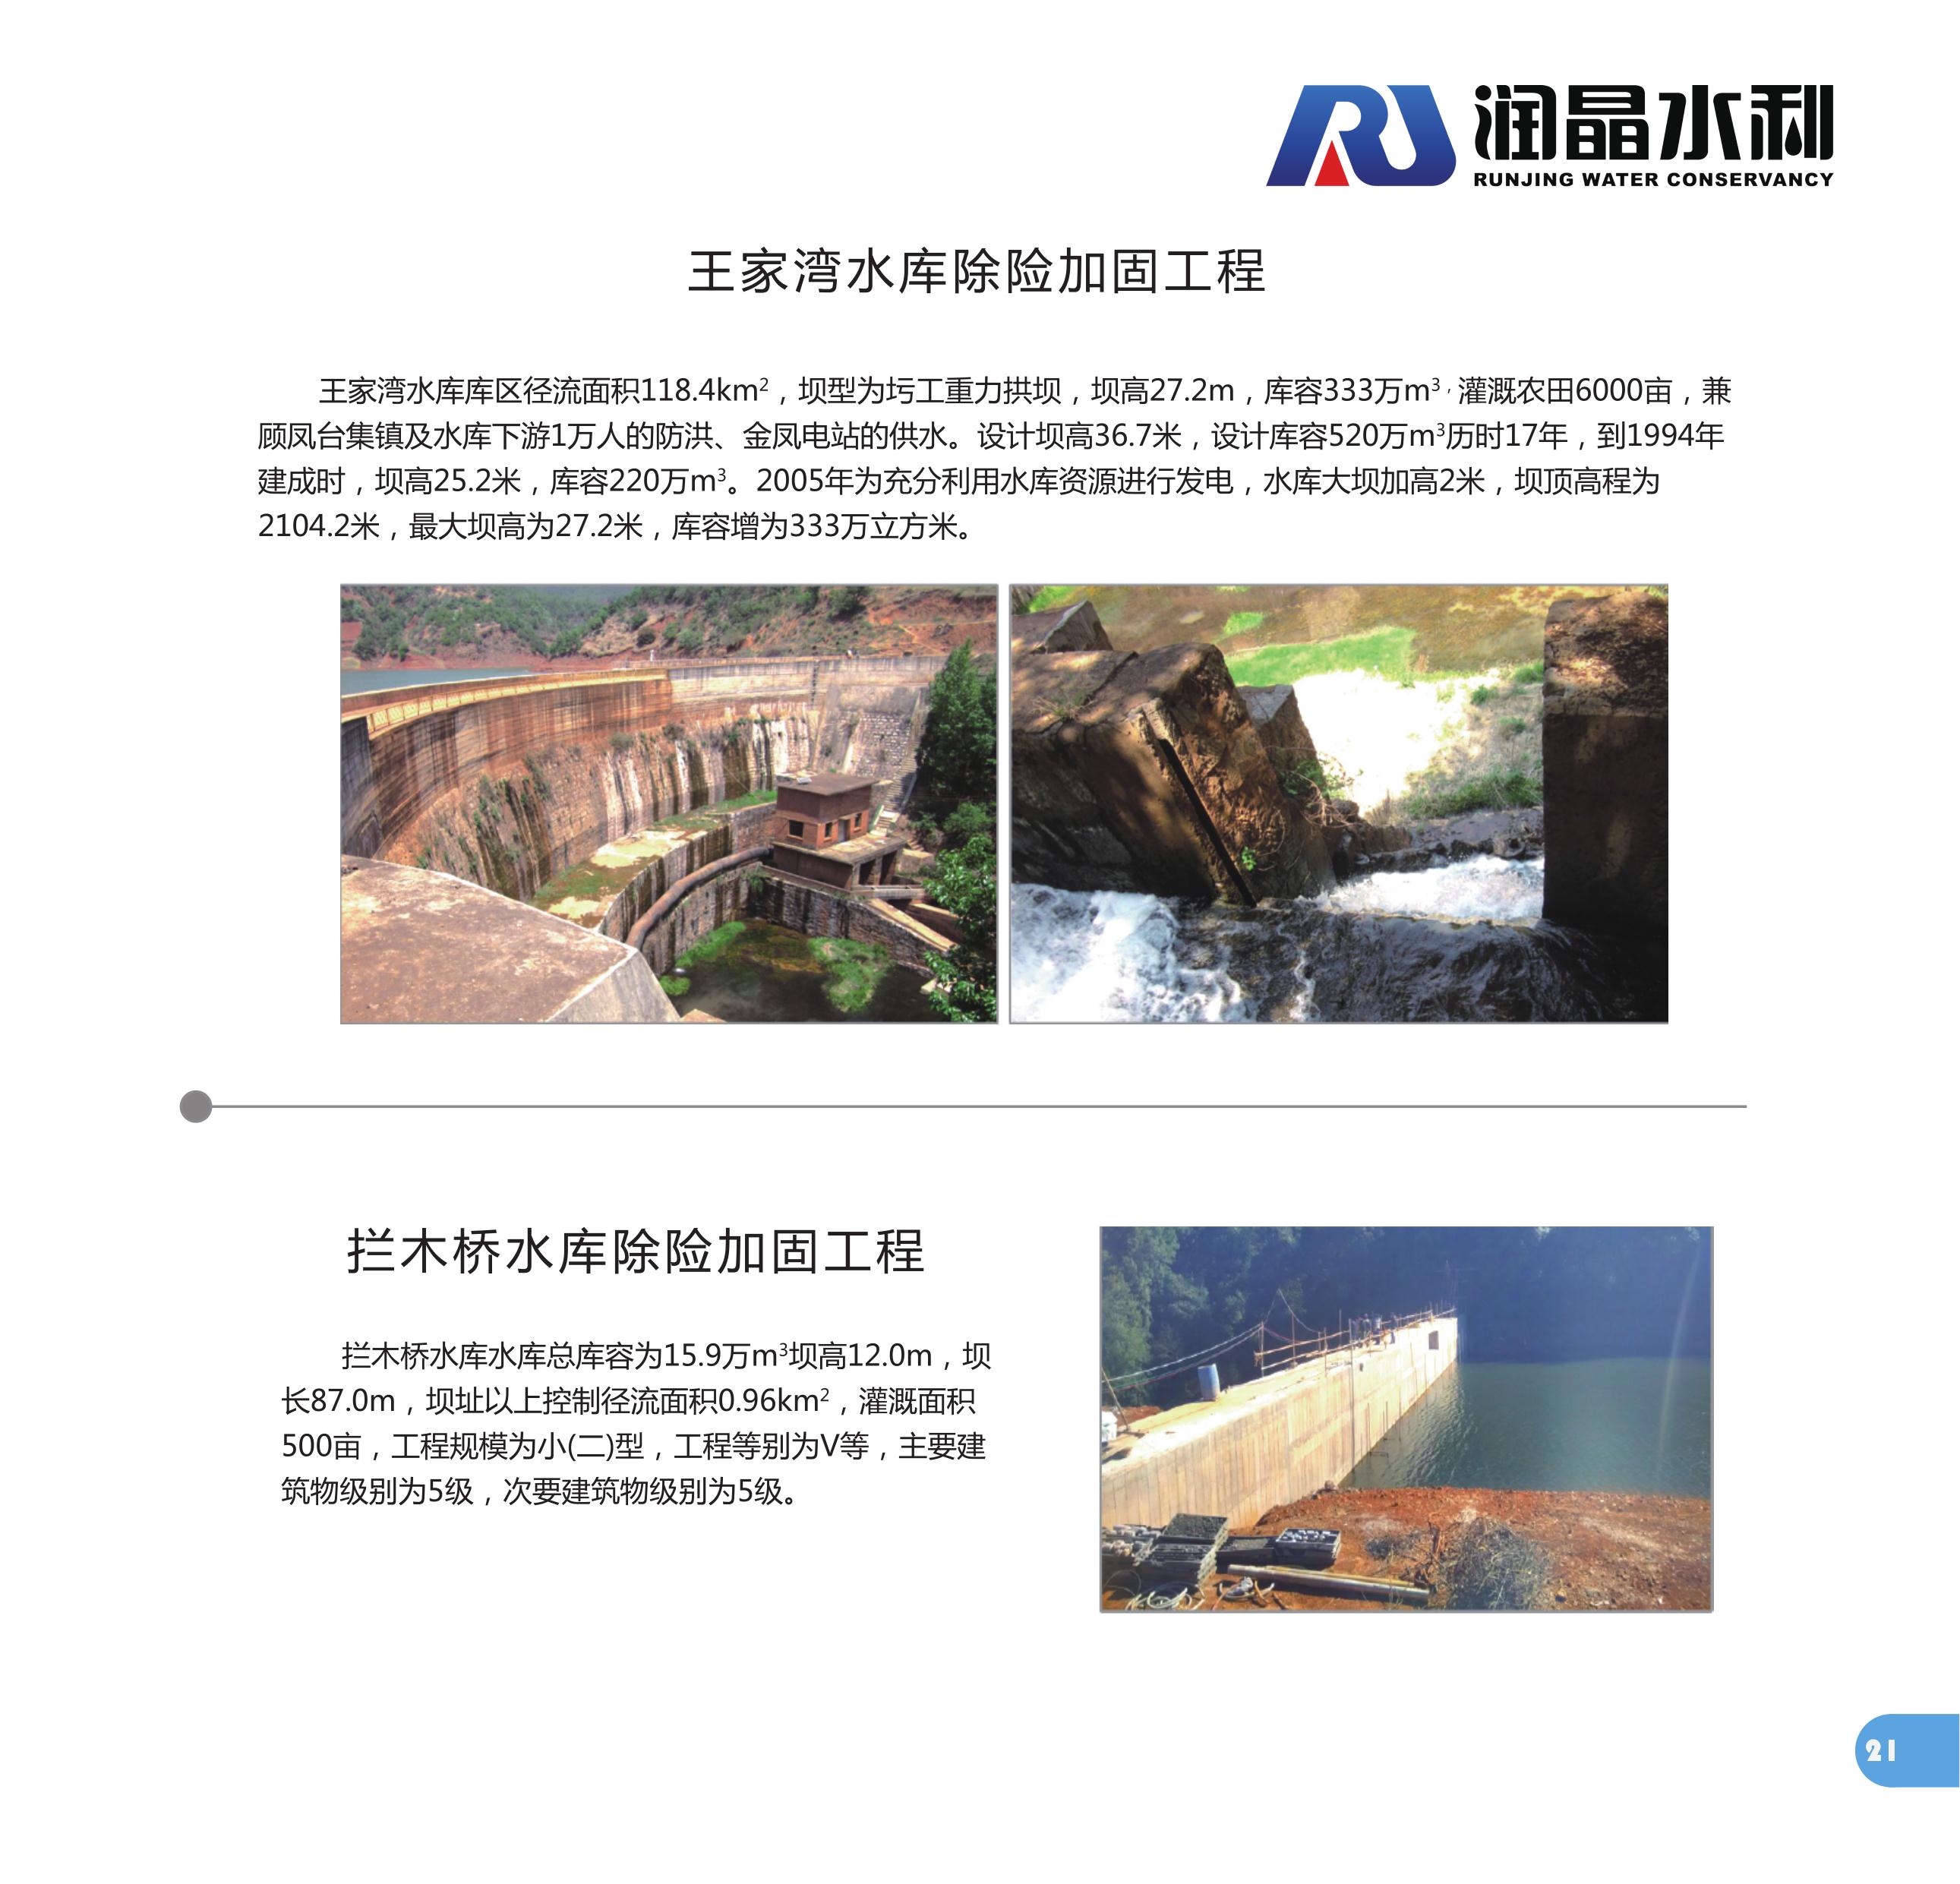 润晶水利
RUNJING WATER CONSERVANCY
王家湾水库除险加固工程
王家湾水库库区径流面积118.4km²，坝型为圬工重力拱坝，坝高27.2m，库容333万m³，灌溉农田6000亩，兼
顾凤台集镇及水库下游1万人的防洪、金凤电站的供水。设计坝高36.7米，设计库容520万m³历时17年，到1994年
建成时，坝高25.2米，库容220万m³。2005年为充分利用水库资源进行发电，水库大坝加高2米，坝顶高程为
2104.2米，最大坝高为27.2米，库容增为333万立方米。
拦木桥水库除险加固工程
拦木桥水库水库总库容为15.9万m³坝高12.0m，坝
长87.0m，坝址以上控制径流面积0.96km²，灌溉面积
500亩，工程规模为小(二)型，工程等别为V等，主要建
筑物级别为5级，次要建筑物级别为5级。
21